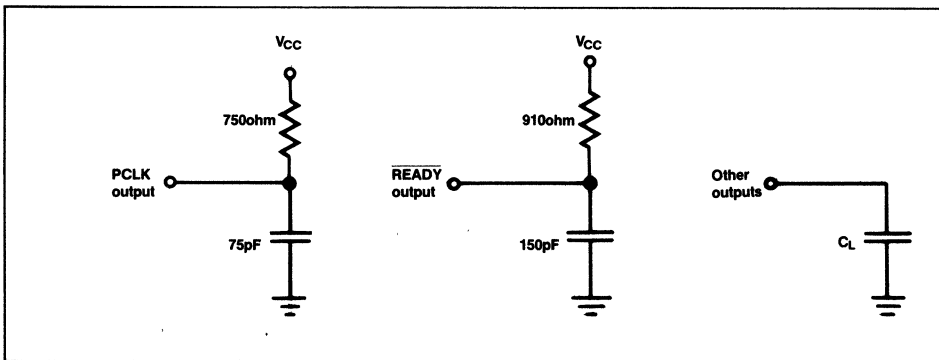 VCC
750ohm
PCLK
output
75pF
VCC
910ohm
READY
output
150pF
Other
outputs
CL